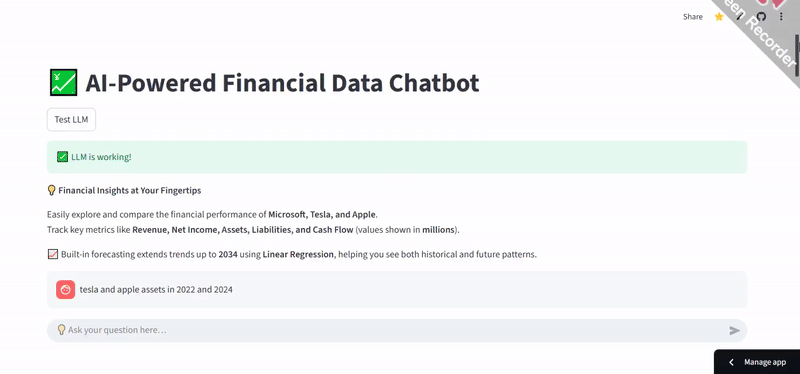 Share
een Recorder
AI-Powered Financial Data Chatbot
Test LLM
LLM is working!
Financial Insights at Your Fingertips
Easily explore and compare the financial performance of Microsoft, Tesla, and Apple.
Track key metrics like Revenue, Net Income, Assets, Liabilities, and Cash Flow (values shown in millions).
Built-in forecasting extends trends up to 2034 using Linear Regression, helping you see both historical and future patterns.
tesla and apple assets in 2022 and 2024
Ask your question here…
Manage app